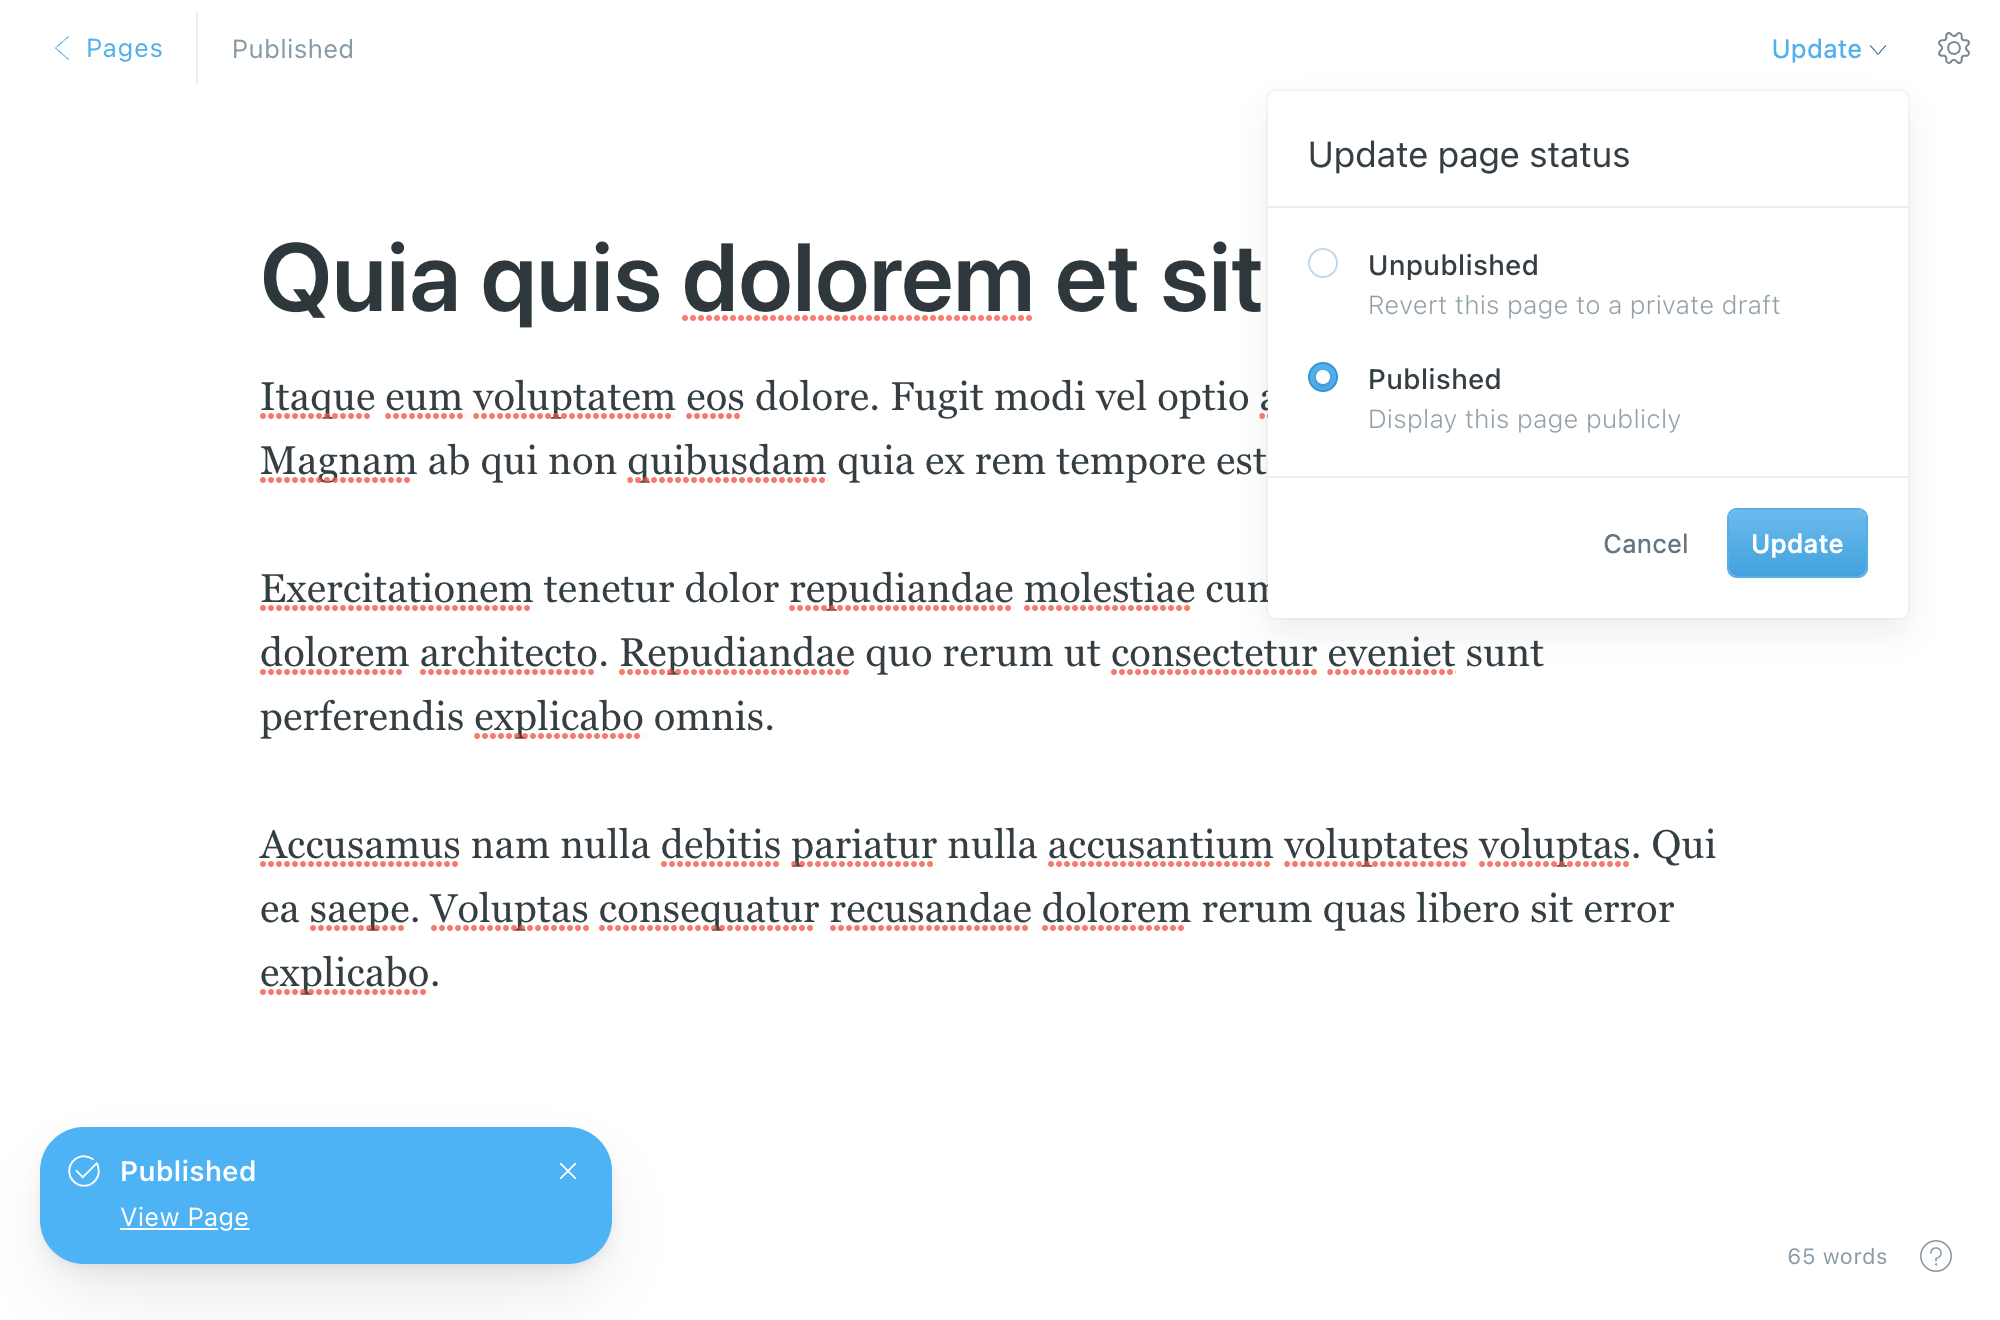 Pages
Published
Update
Update page status
Unpublished
Revert this page to a private draft
Published
Display this page publicly
Cancel
Update
Quia quis dolorem et sit
Itaque eum voluptatem eos dolore. Fugit modi vel optio
Magnam ab qui non quibusdam quia ex rem tempore est
Exercitationem tenetur dolor repudiandae molestiae
dolorem architecto. Repudiandae quo rerum ut consectetur eveniet sunt
perferendis explicabo omnis.
Accusamus nam nulla debitis pariatur nulla accusantium voluptates voluptas. Qui
ea saepe. Voluptas consequatur recusandae dolorem rerum quas libero sit error
explicabo.
Published
View Page
65 words
?